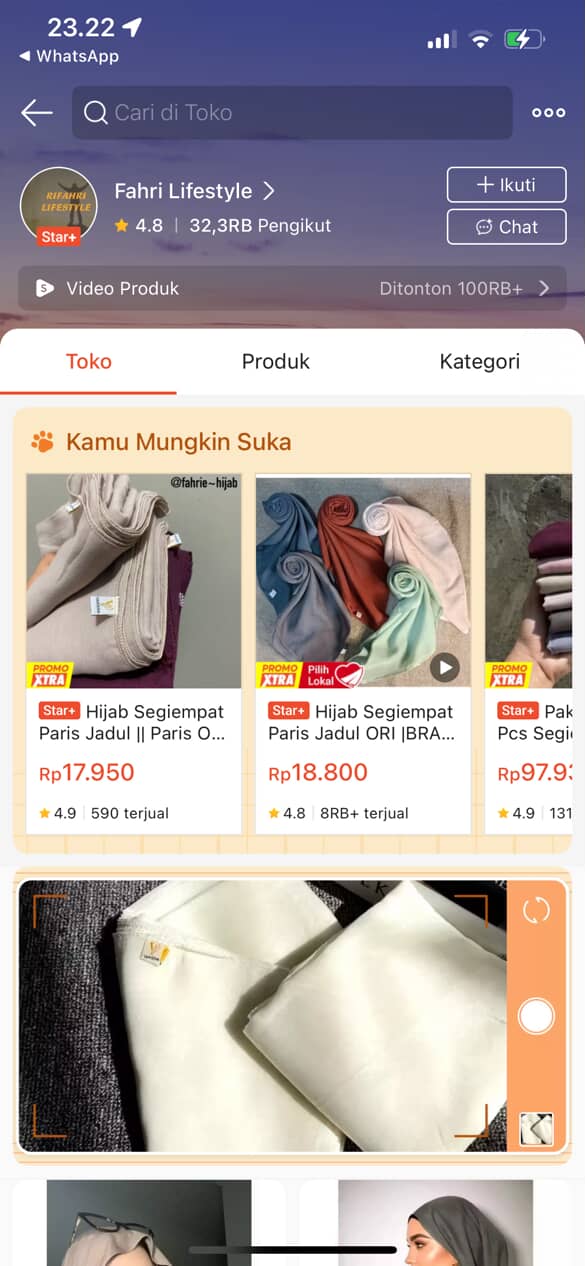 23.22
WhatsApp
Cari di Toko
Fahri Lifestyle
+ Ikuti
4.8 | 32,3RB Pengikut
Chat
RIFAHRI
LIFESTYLE
Star+
Video Produk
Ditonton 100RB+
Toko
Produk
Kategori
Kamu Mungkin Suka
@fahrie~hijab
PROMO
XTRA
PROMO
XTRA
Pilih
Lokal
PROMO
XTRA
Star+ Hijab Segiempat
Paris Jadul || Paris O...
Rp17.950
4.9 | 590 terjual
Star+ Hijab Segiempat
Paris Jadul ORI |BRA...
Rp18.800
4.8 | 8RB+ terjual
Star+ Pak
Pcs Segi
Rp97.9
4.9 | 131